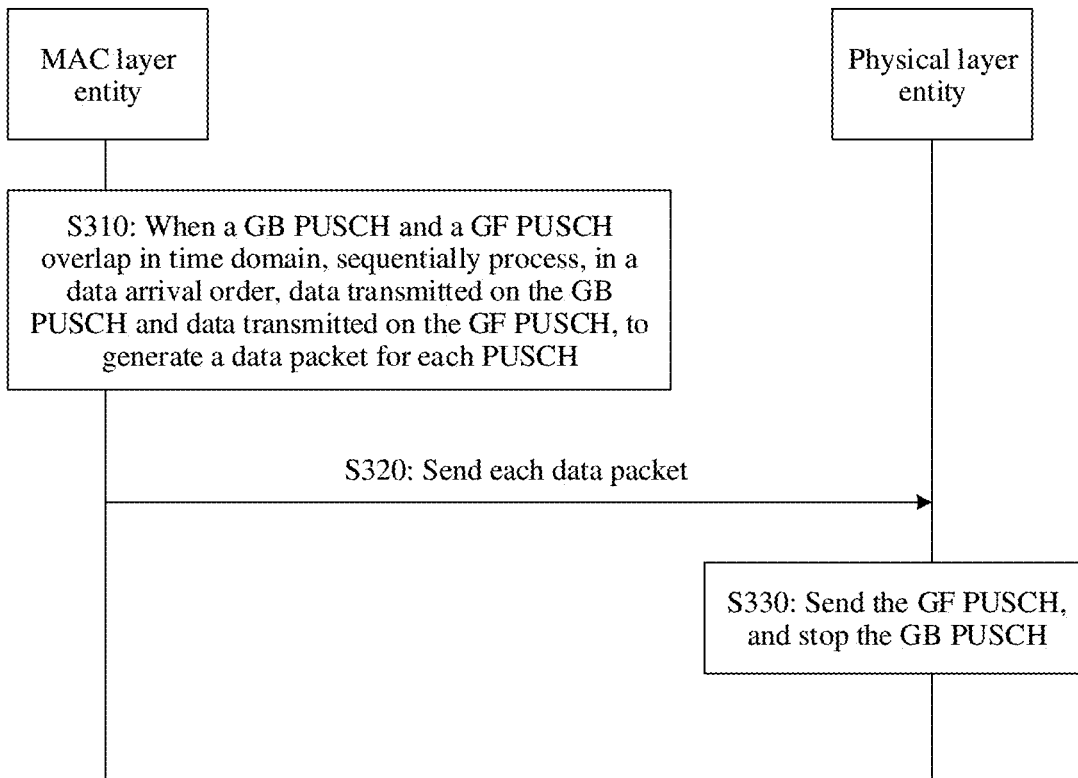 MAC layer
entity
Physical layer
entity
S310: When a GB PUSCH and a GF PUSCH
overlap in time domain, sequentially process, in a
data arrival order, data transmitted on the GB
PUSCH and data transmitted on the GF PUSCH, to
generate a data packet for each PUSCH
S320: Send each data packet
S330: Send the GF PUSCH,
and stop the GB PUSCH